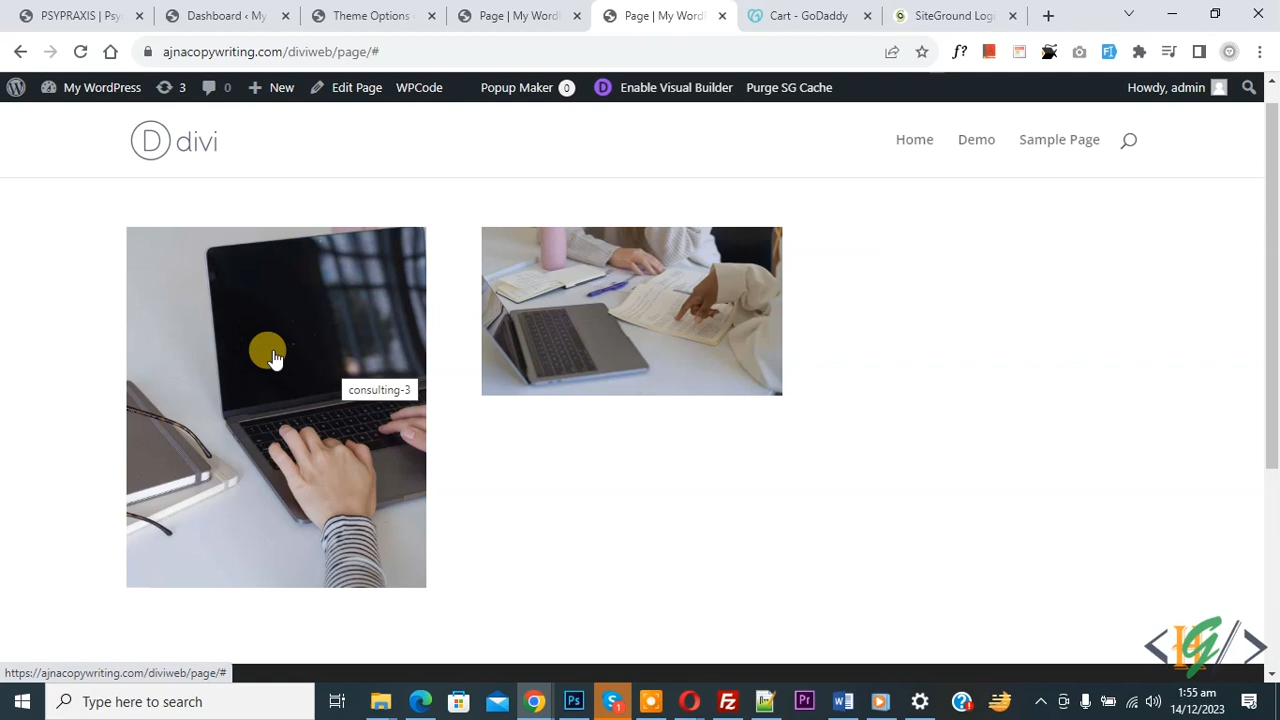 PSYPRAXIS | Psy
Dashboard ‹ My
Theme Options ‹
Page | My Word
Page | My Word
Cart - GoDaddy
SiteGround Logi
ajnacopywriting.com/diviweb/page/#
My WordPress
3
0
New
Edit Page
WPCode
Popup Maker 0
Enable Visual Builder
Purge SG Cache
Howdy, admin
D divi
Home
Demo
Sample Page
consulting-3
https://ajnacopywriting.com/diviweb/page/#
Type here to search
1:55 am
14/12/2023